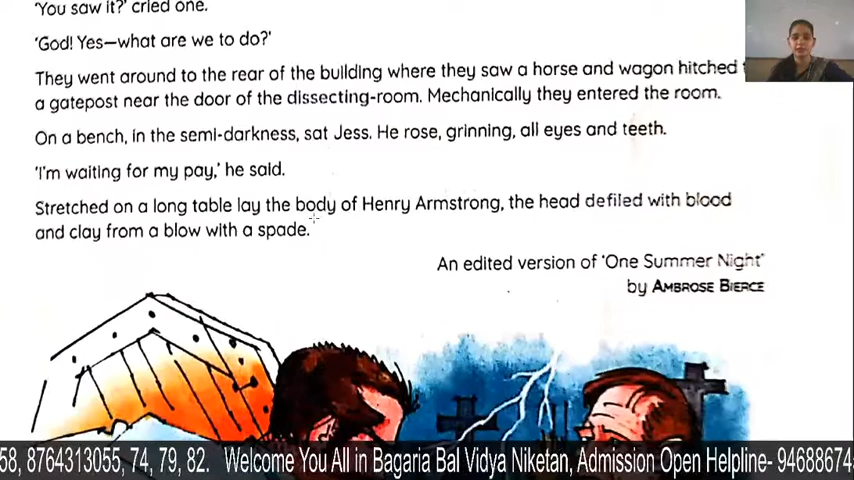 'You saw it?' cried one.
'God! Yes—what are we to do?'
They went around to the rear of the building where they saw a horse and wagon hitched
a gatepost near the door of the dissecting-room. Mechanically they entered the room.
On a bench, in the semi-darkness, sat Jess. He rose, grinning, all eyes and teeth.
'I'm waiting for my pay,' he said.
Stretched on a long table lay the body of Henry Armstrong, the head defiled with blood
and clay from a blow with a spade.
An edited version of 'One Summer Night'
by AMBROSE BIERCE
58, 8764313055, 74, 79, 82. Welcome You All in Bagaria Bal Vidya Niketan, Admission Open Helpline- 94688674